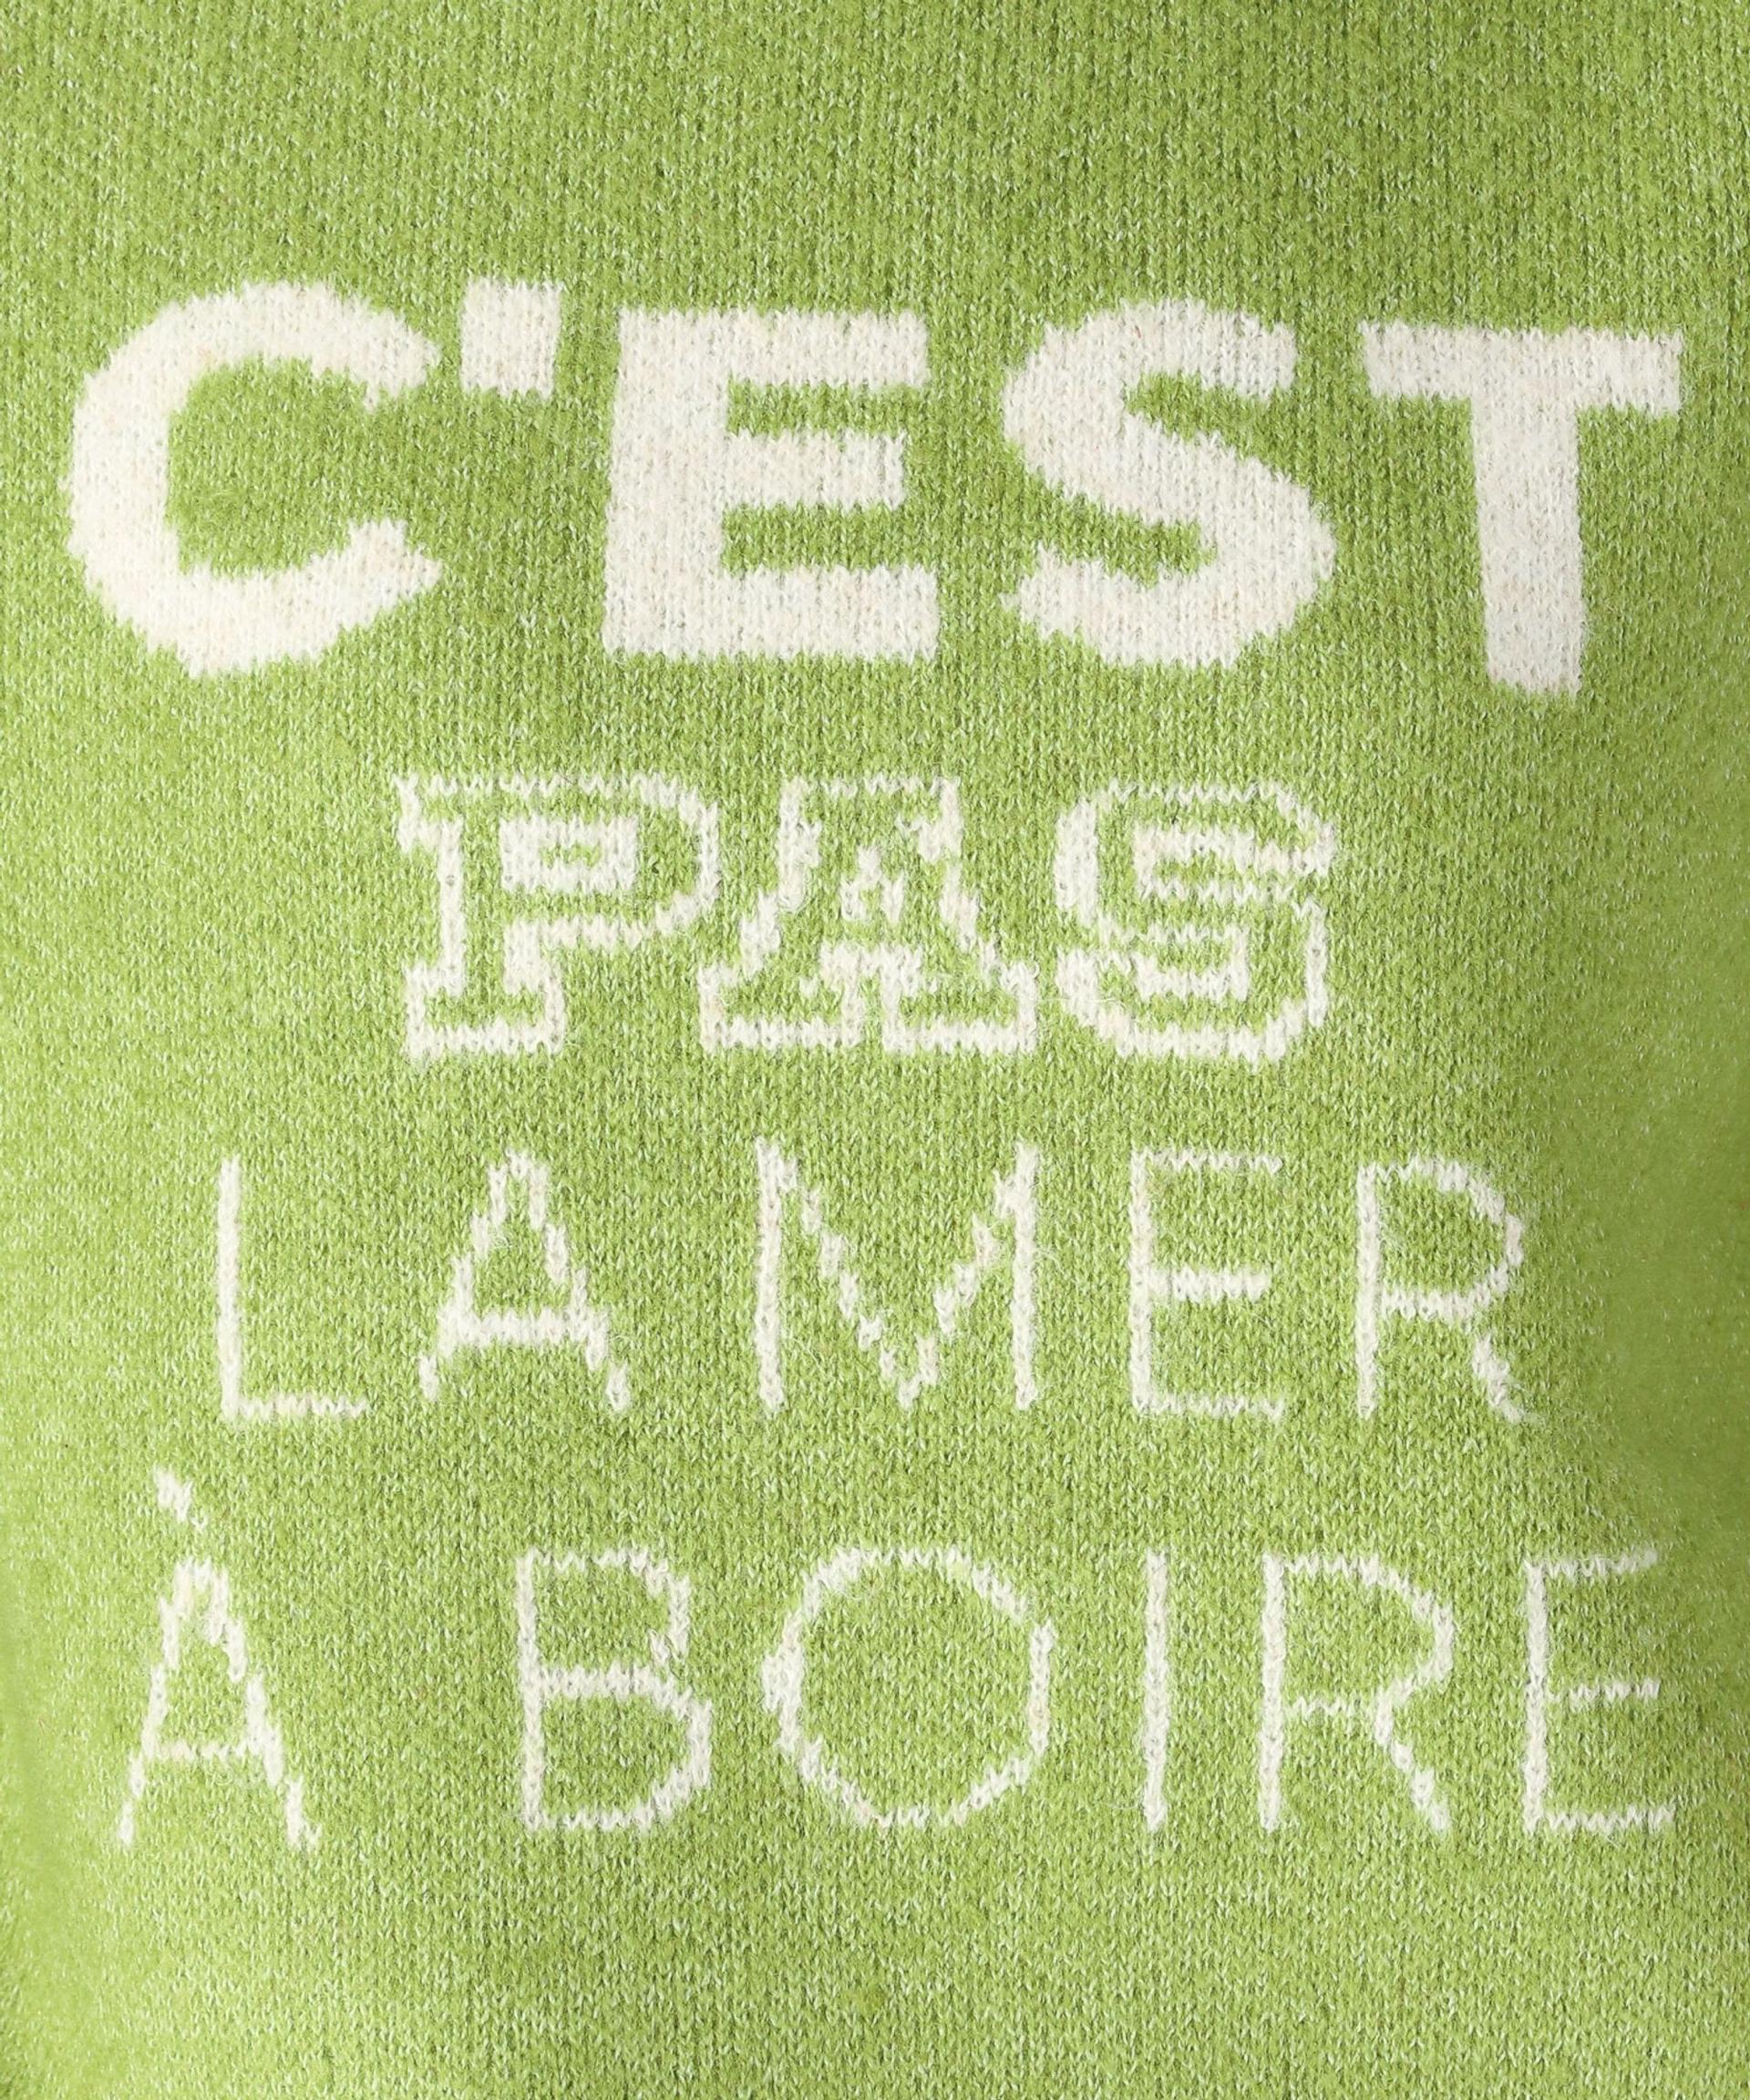 C'EST
PAS
LA MER
À BOIRE